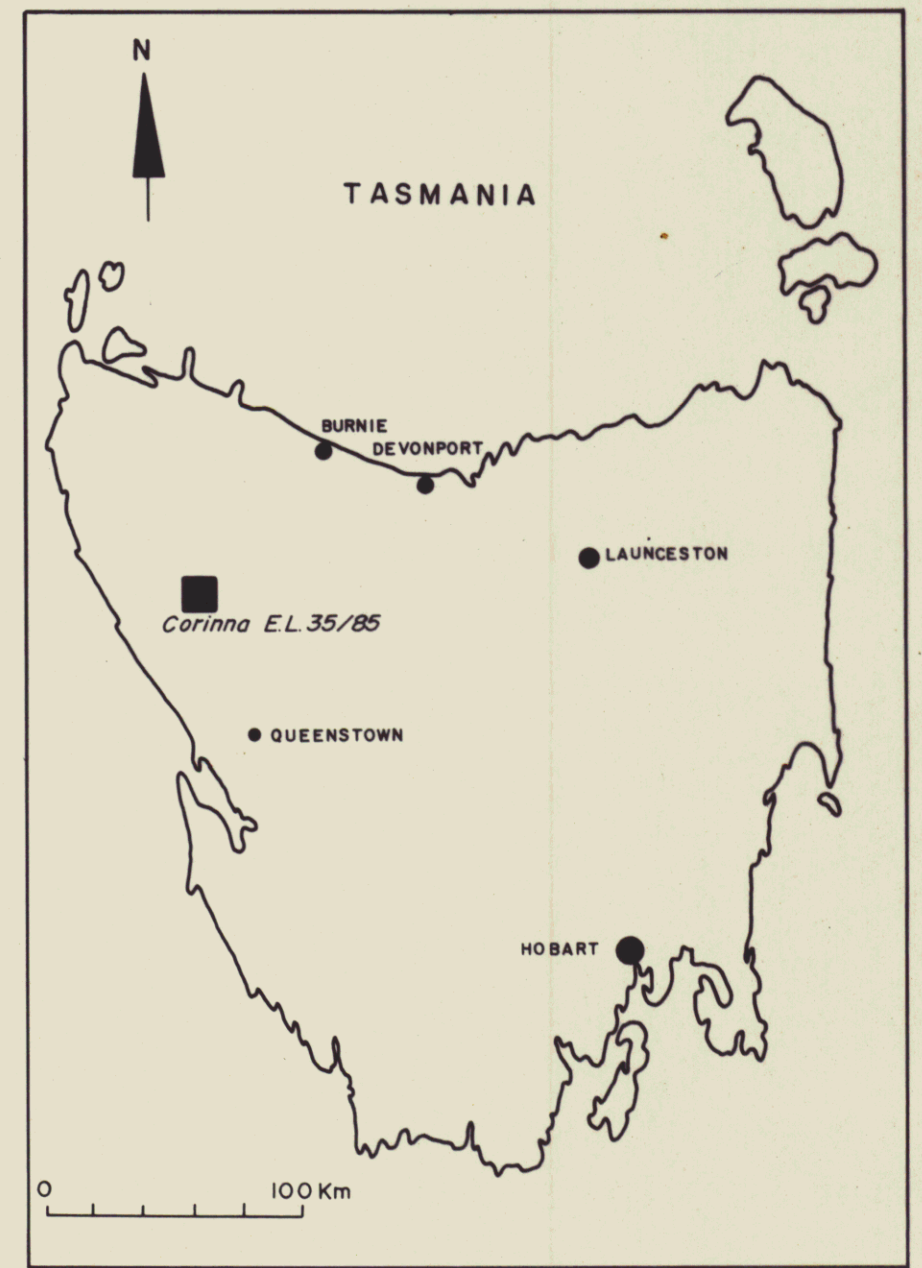 N
TASMANIA
BURNIE
DEVONPORT
LAUNCESTON
Corinna E.L. 35/85
QUEENSTOWN
HOBART
0 100 Km